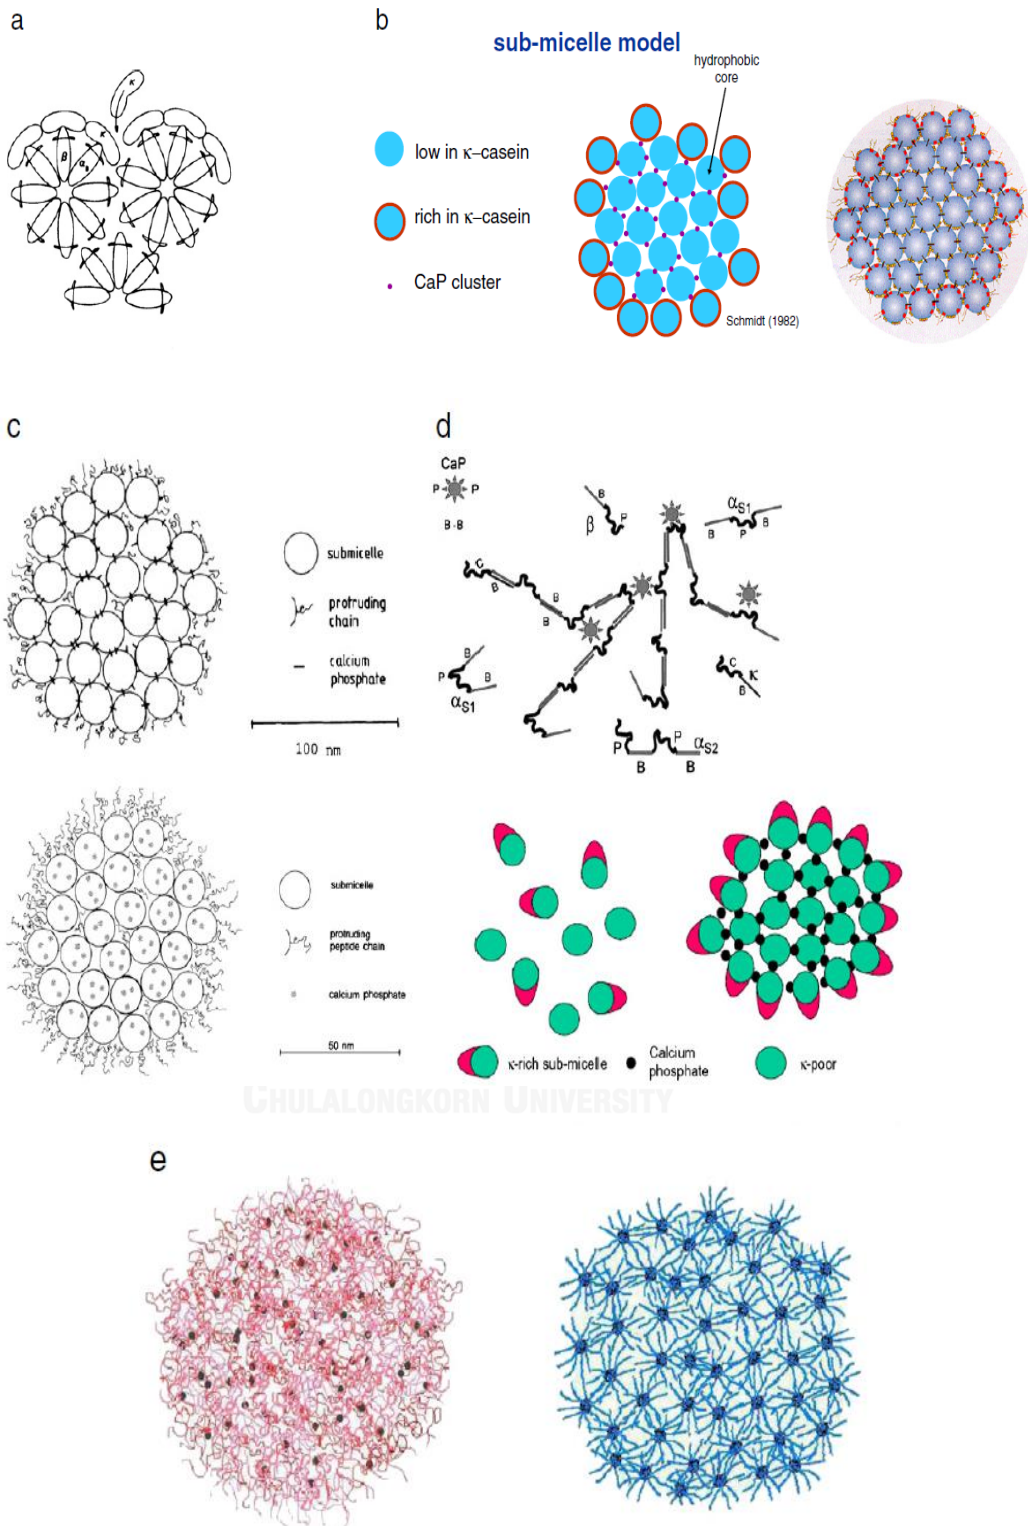 a
κ
κ
β
αs
b
sub-micelle model
hydrophobic
core
low in κ–casein
rich in κ–casein
CaP cluster
Schmidt (1982)
c
submicelle
protruding
chain
calcium
phosphate
100 nm
submicelle
protruding
peptide chain
calcium phosphate
50 nm
d
CaP
P P
B-B
B
β
P
αS1
B
P
B
C
B
B
B
B
P
B
αS1
C
κ
B
P
P
αS2
B
B
κ-rich sub-micelle
Calcium
phosphate
κ-poor
CHULALONGKORN UNIVERSITY
e